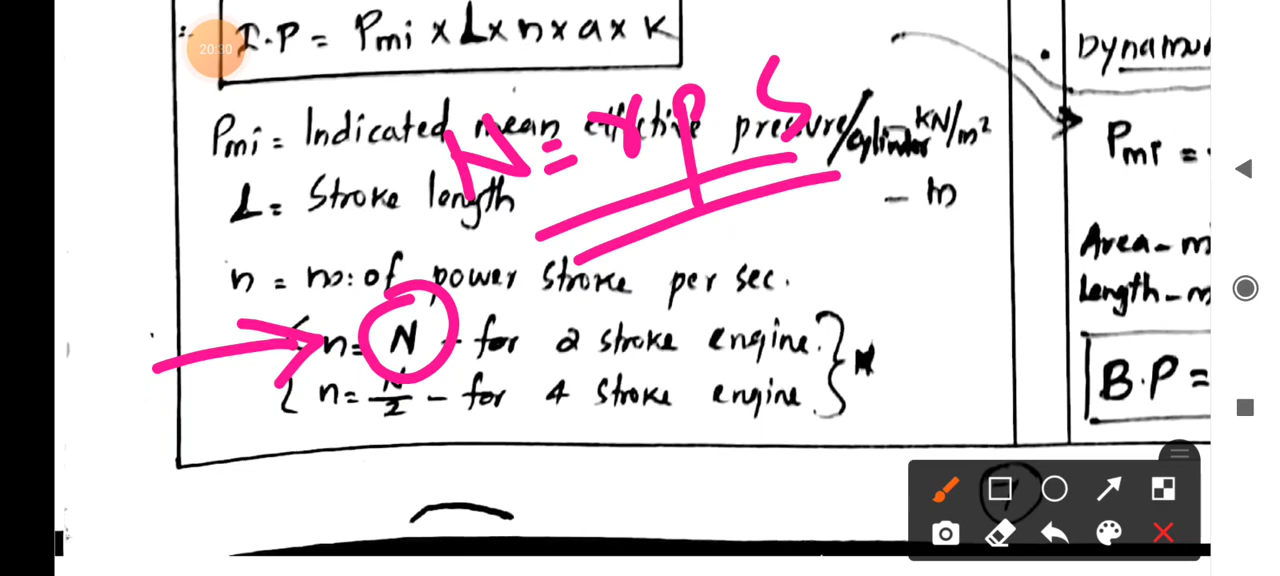 ∴ I.P = Pmi × L × n × a × K
20:30
Pmi = Indicated mean effective pressure/cylinder KN/m²
N = rps
L = Stroke length - m
n = no: of power stroke per sec.
{ n = N - for 2 stroke engine. }
{ n = N/2 - for 4 stroke engine. }
Dynamo
Pmi =
Area - m
Length - m
B.P =